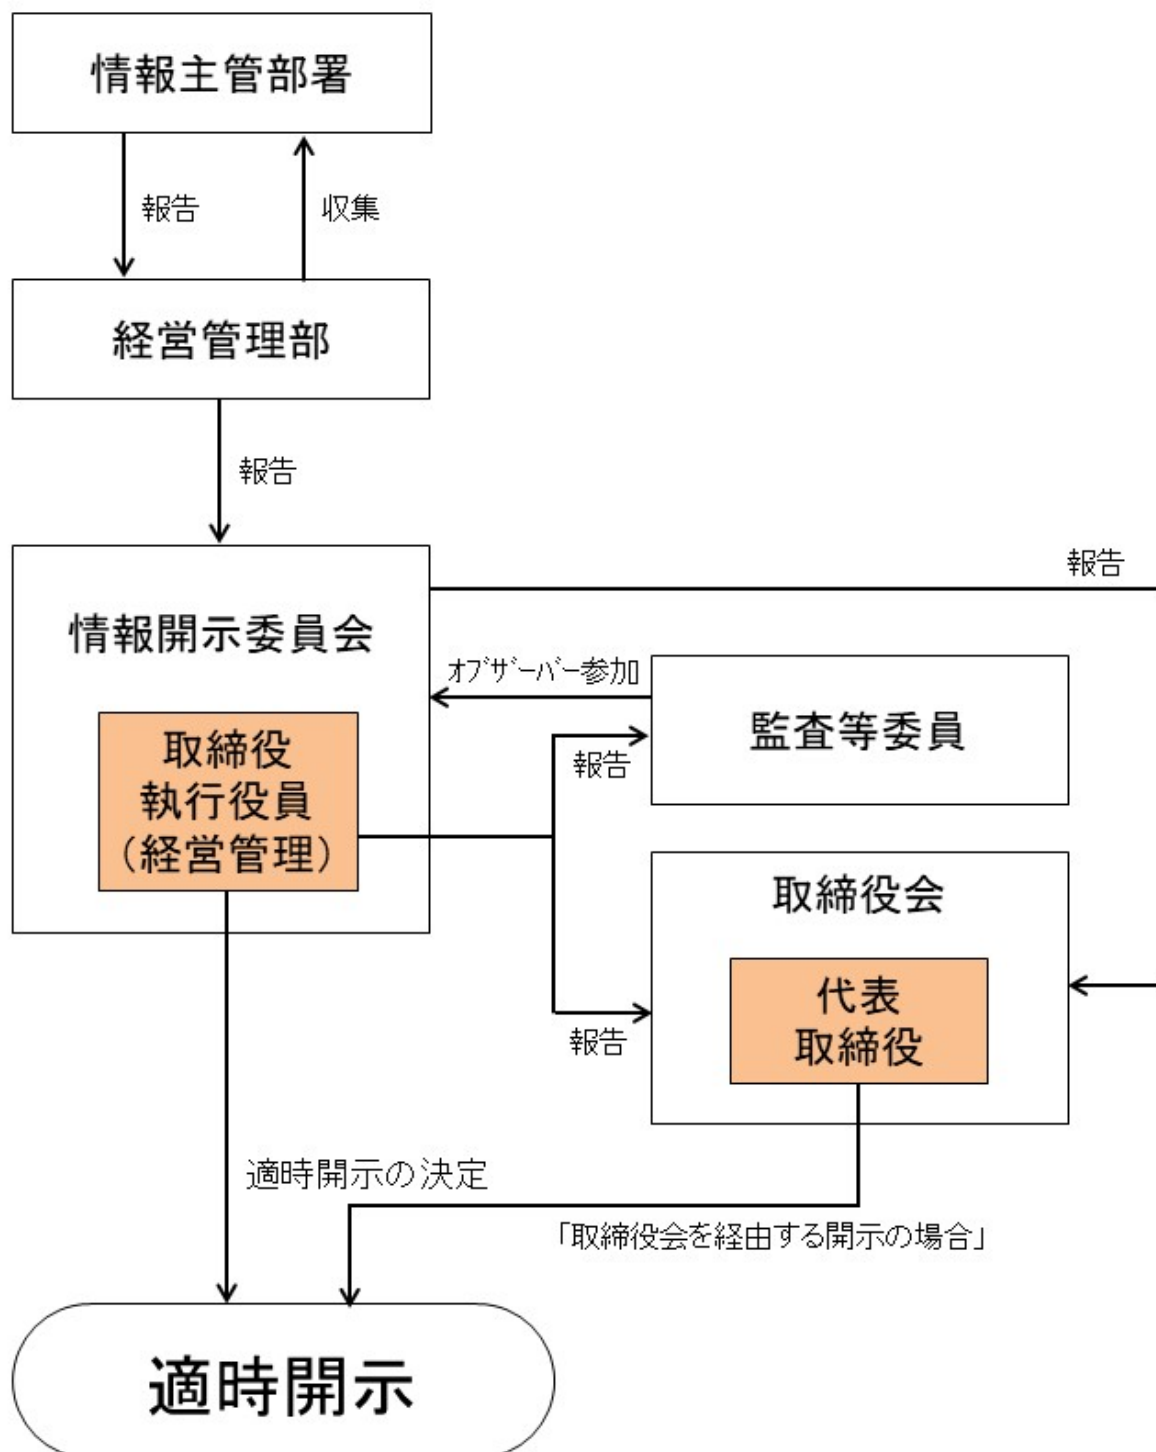 情報主管部署
報告
収集
経営管理部
報告
情報開示委員会
取締役
執行役員
（経営管理）
報告
ｵﾌﾞｻﾞｰﾊﾞｰ参加
監査等委員
報告
取締役会
代表
取締役
報告
適時開示の決定
「取締役会を経由する開示の場合」
適時開示